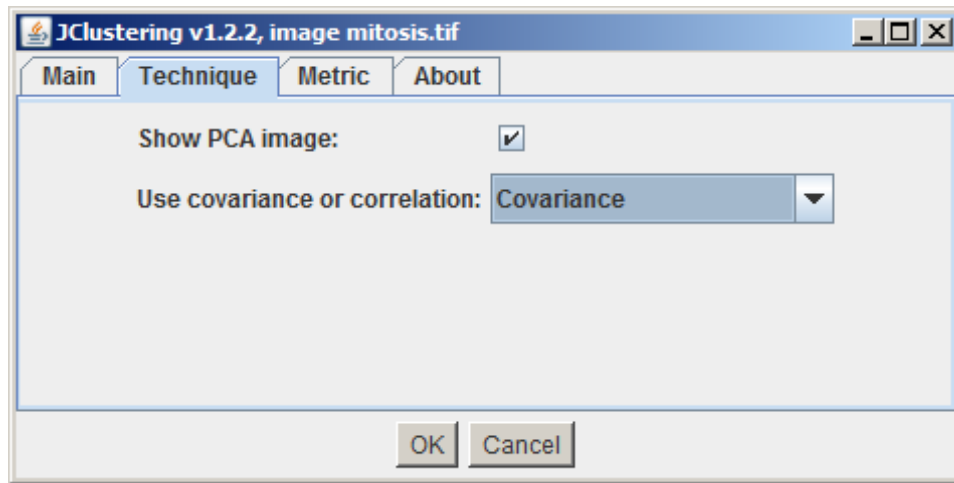 JClustering v1.2.2, image mitosis.tif
Main Technique Metric About
Show PCA image:
Use covariance or correlation: Covariance
OK Cancel